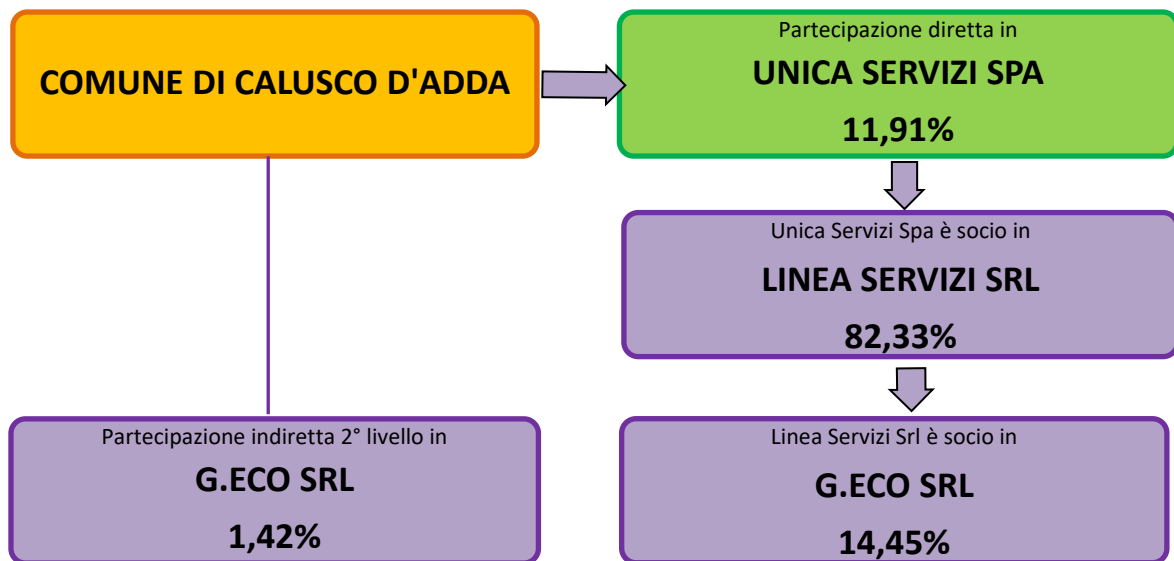 COMUNE DI CALUSCO D'ADDA
Partecipazione diretta in
UNICA SERVIZI SPA
11,91%
Unica Servizi Spa è socio in
LINEA SERVIZI SRL
82,33%
Partecipazione indiretta 2° livello in
G.ECO SRL
1,42%
Linea Servizi Srl è socio in
G.ECO SRL
14,45%